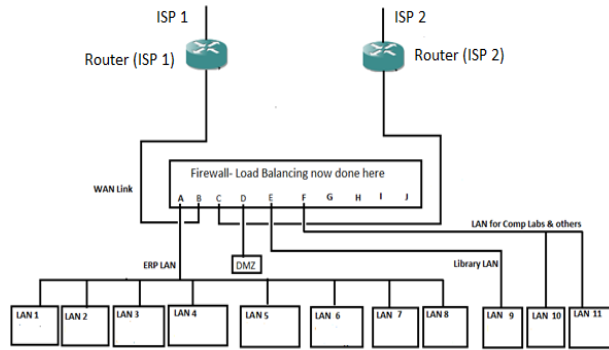 ISP 1
ISP 2
Router (ISP 1)
Router (ISP 2)
Firewall- Load Balancing now done here
WAN Link
A B C D E F G H I J
LAN for Comp Labs & others
ERP LAN
DMZ
Library LAN
LAN 1 LAN 2 LAN 3 LAN 4 LAN 5 LAN 6 LAN 7 LAN 8 LAN 9 LAN 10 LAN 11